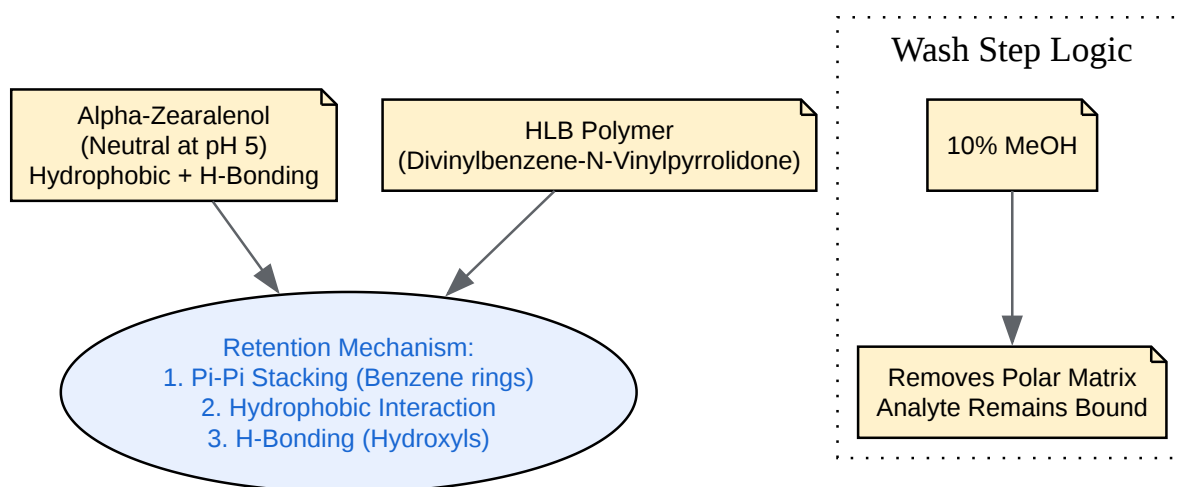 Alpha-Zearalenol
(Neutral at pH 5)
Hydrophobic + H-Bonding
HLB Polymer
(Divinylbenzene-N-Vinylpyrrolidone)
Retention Mechanism:
1. Pi-Pi Stacking (Benzene rings)
2. Hydrophobic Interaction
3. H-Bonding (Hydroxyls)
Wash Step Logic
10% MeOH
Removes Polar Matrix
Analyte Remains Bound